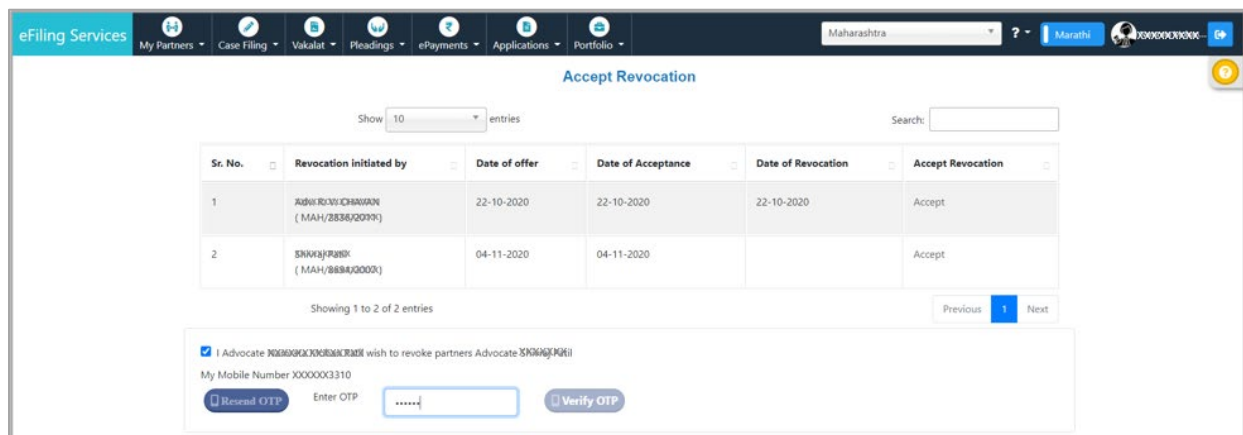 eFiling Services
My Partners Case Filing Vakalat Pleadings ePayments Applications Portfolio
Maharashtra ? Marathi
Accept Revocation
Show 10 entries Search:
Sr. No. Revocation initiated by Date of offer Date of Acceptance Date of Revocation Accept Revocation
1 22-10-2020 22-10-2020 22-10-2020 Accept
( MAH/
2 04-11-2020 04-11-2020 Accept
( MAH/
Showing 1 to 2 of 2 entries Previous 1 Next
I Advocate wish to revoke partners Advocate
My Mobile Number XXXXXX3310
Resend OTP Enter OTP ...... Verify OTP